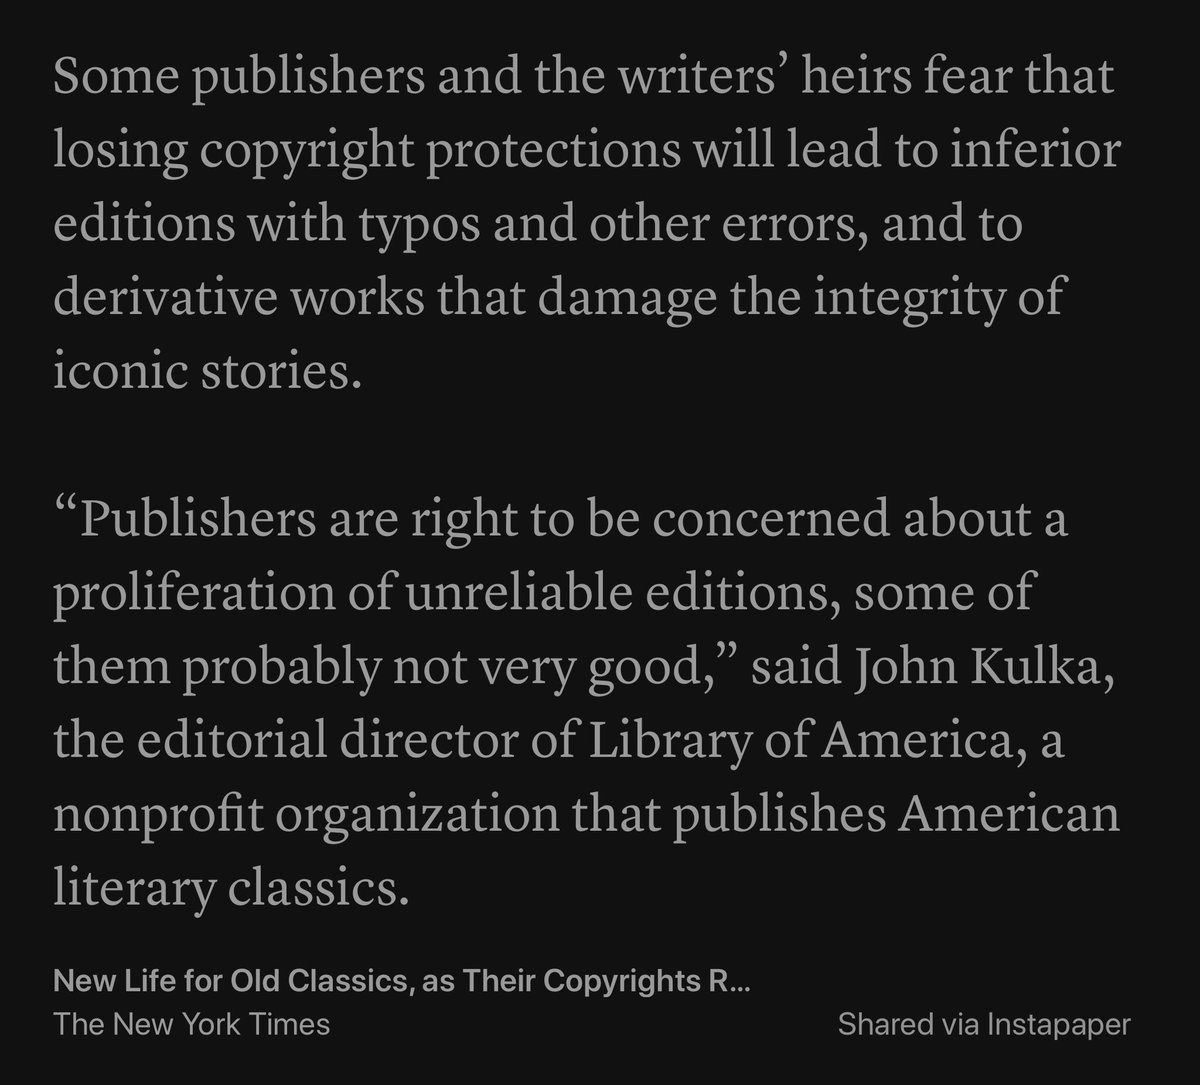 Some publishers and the writers’ heirs fear that
losing copyright protections will lead to inferior
editions with typos and other errors, and to
derivative works that damage the integrity of
iconic stories.
“Publishers are right to be concerned about a
proliferation of unreliable editions, some of
them probably not very good,” said John Kulka,
the editorial director of Library of America, a
nonprofit organization that publishes American
literary classics.
New Life for Old Classics, as Their Copyrights R...
The New York Times
Shared via Instapaper